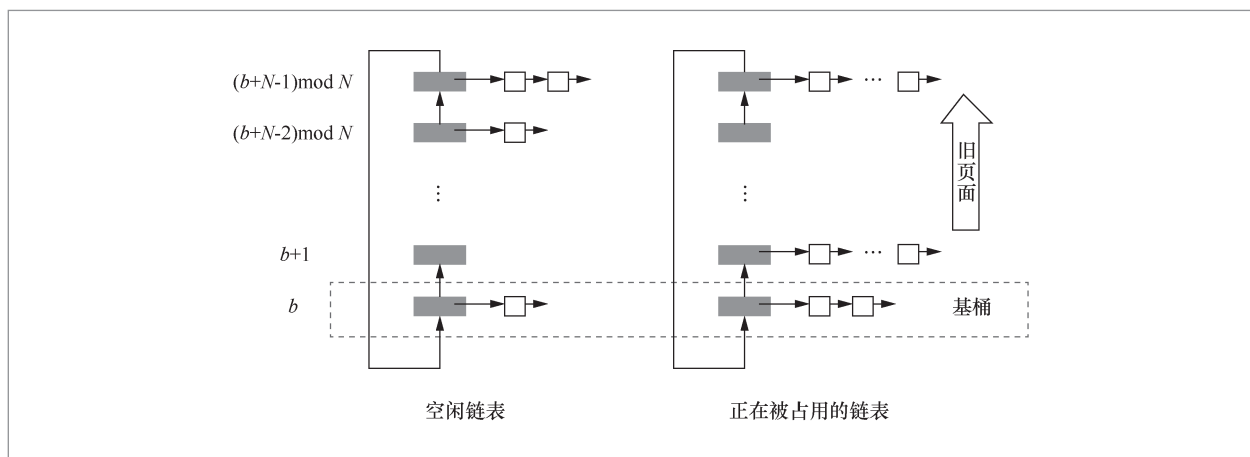 (b+N-1)mod N
(b+N-2)mod N
⋮
⋮
b+1
b
…
…
旧页面
基桶
空闲链表
正在被占用的链表